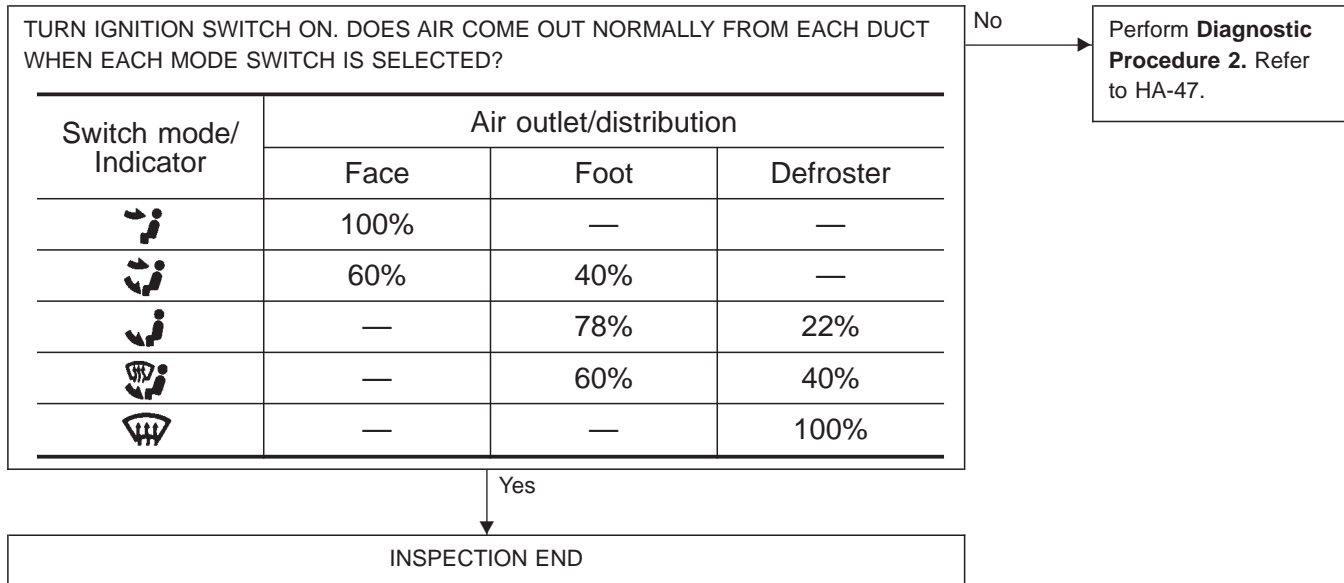 TURN IGNITION SWITCH ON. DOES AIR COME OUT NORMALLY FROM EACH DUCT
WHEN EACH MODE SWITCH IS SELECTED?
Switch mode/
Indicator
Air outlet/distribution
Face Foot Defroster
100% — —
60% 40% —
— 78% 22%
— 60% 40%
— — 100%
No
Perform Diagnostic
Procedure 2. Refer
to HA-47.
Yes
INSPECTION END